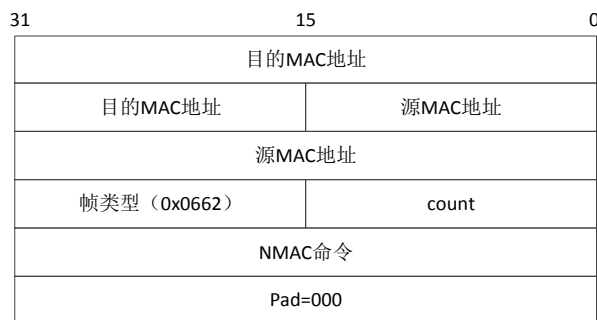 31 15 0
目的MAC地址
目的MAC地址 源MAC地址
源MAC地址
帧类型（0x0662） count
NMAC命令
Pad=000